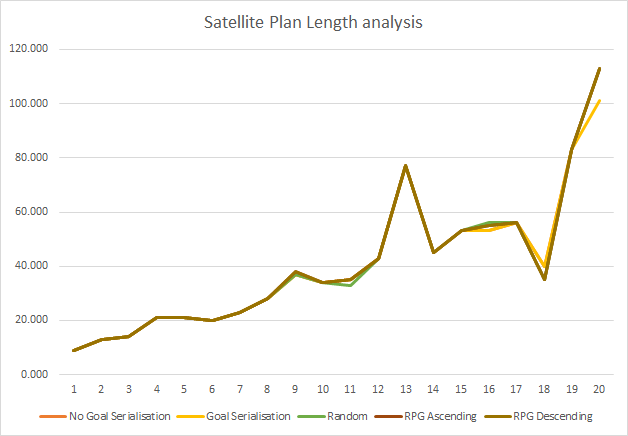 Satellite Plan Length analysis
120.000
100.000
80.000
60.000
40.000
20.000
0.000
1 2 3 4 5 6 7 8 9 10 11 12 13 14 15 16 17 18 19 20
No Goal Serialisation Goal Serialisation Random RPG Ascending RPG Descending